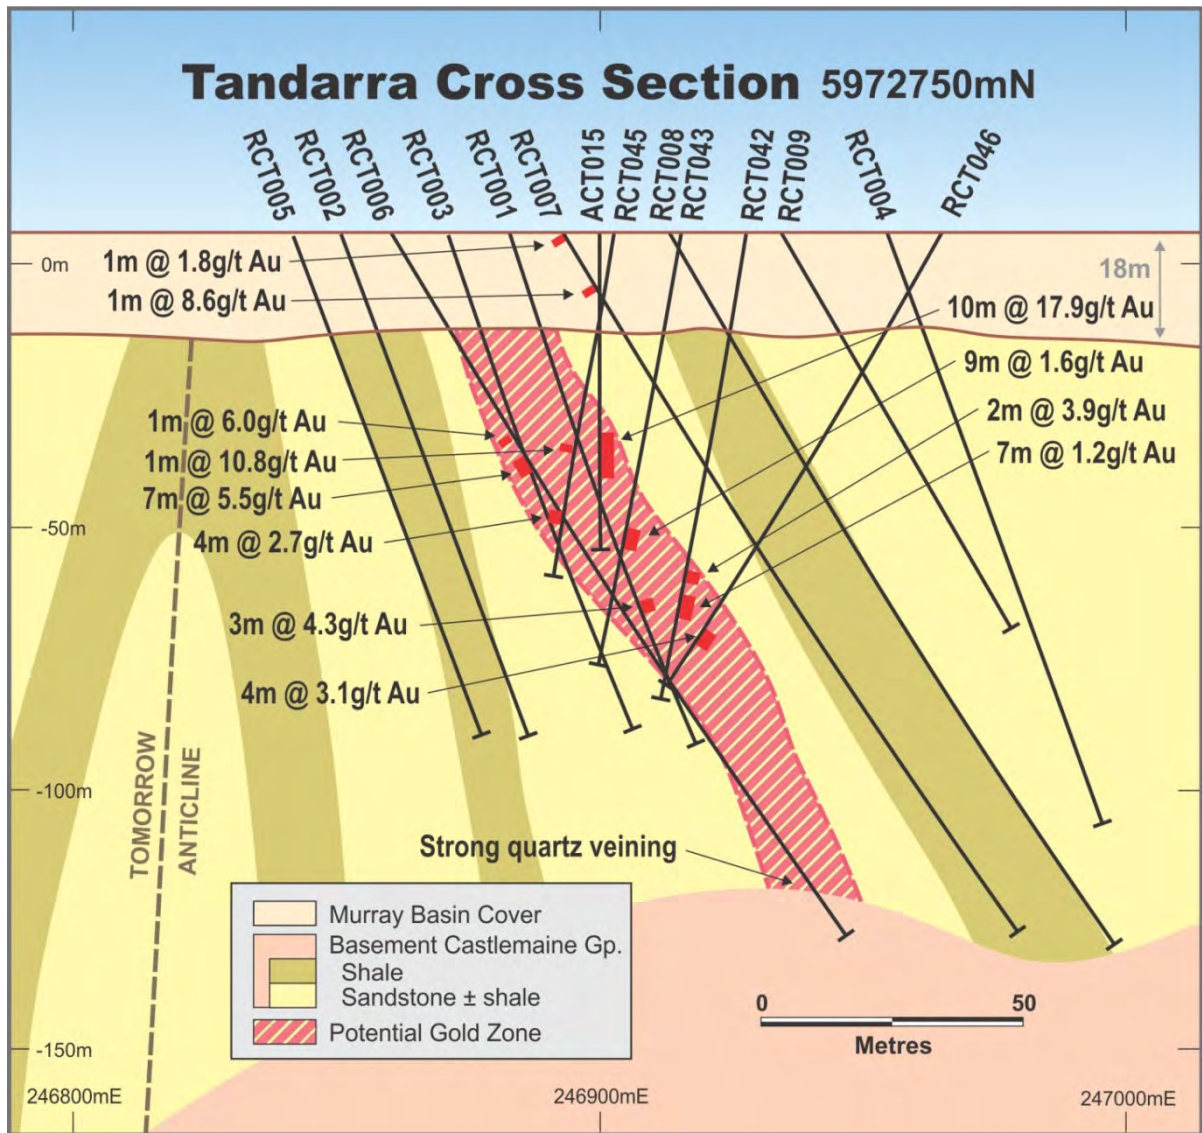 Tandarra Cross Section 5972750mN
RCT005
RCT002
RCT006
RCT003
RCT001
RCT007
ACT015
RCT045
RCT008
RCT043
RCT042
RCT009
RCT004
RCT046
0m
1m @ 1.8g/t Au
1m @ 8.6g/t Au
18m
10m @ 17.9g/t Au
9m @ 1.6g/t Au
2m @ 3.9g/t Au
7m @ 1.2g/t Au
1m @ 6.0g/t Au
1m @ 10.8g/t Au
7m @ 5.5g/t Au
4m @ 2.7g/t Au
-50m
3m @ 4.3g/t Au
4m @ 3.1g/t Au
-100m
TOMORROW
ANTICLINE
Strong quartz veining
Murray Basin Cover
Basement Castlemaine Gp.
Shale
Sandstone ± shale
Potential Gold Zone
0 50
Metres
-150m
246800mE 246900mE 247000mE